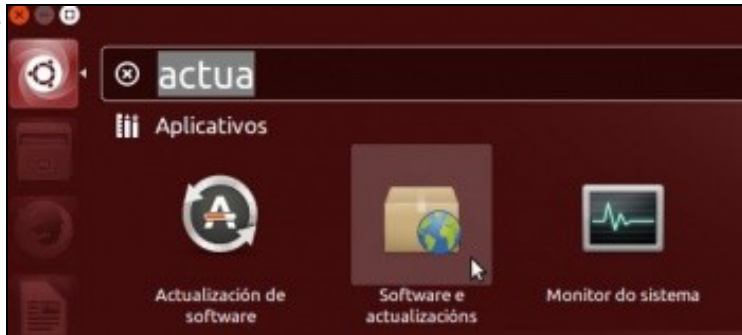 actua
Aplicativos
Actualización de
software
Software e
actualizacións
Monitor do sistema